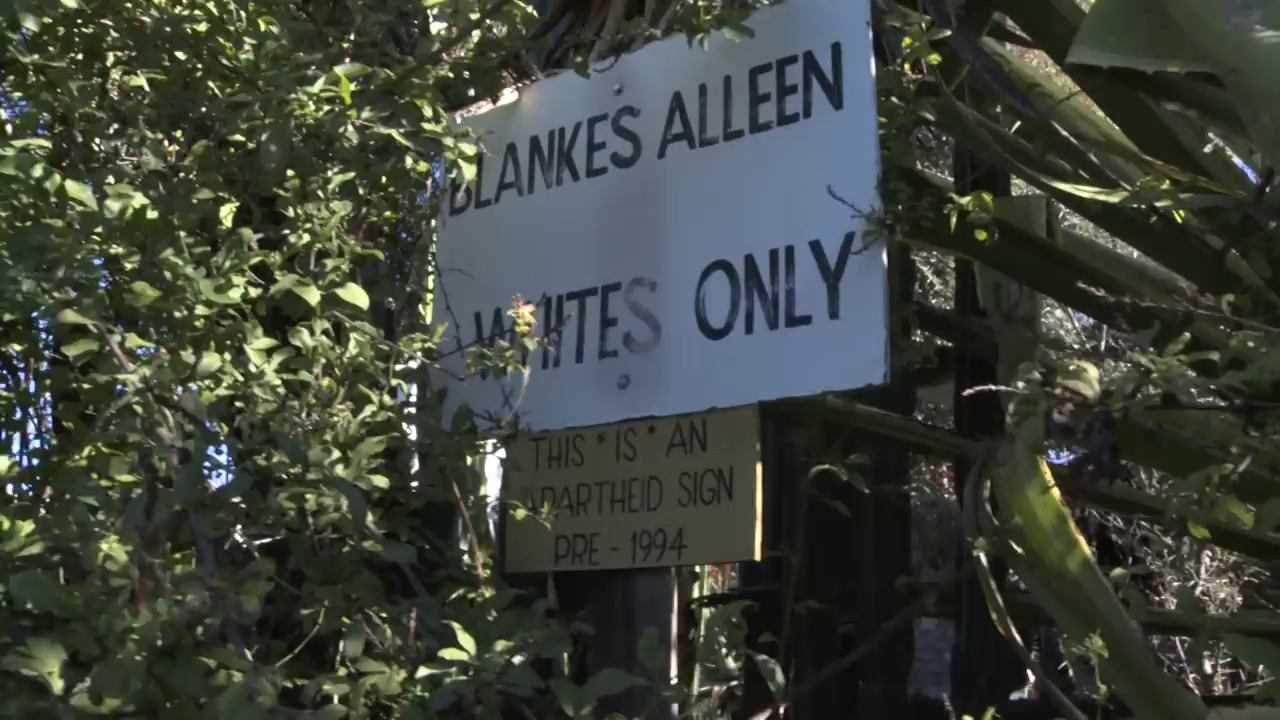 BLANKES ALLEEN
WHITES ONLY
THIS * IS * AN
APARTHEID SIGN
PRE - 1994